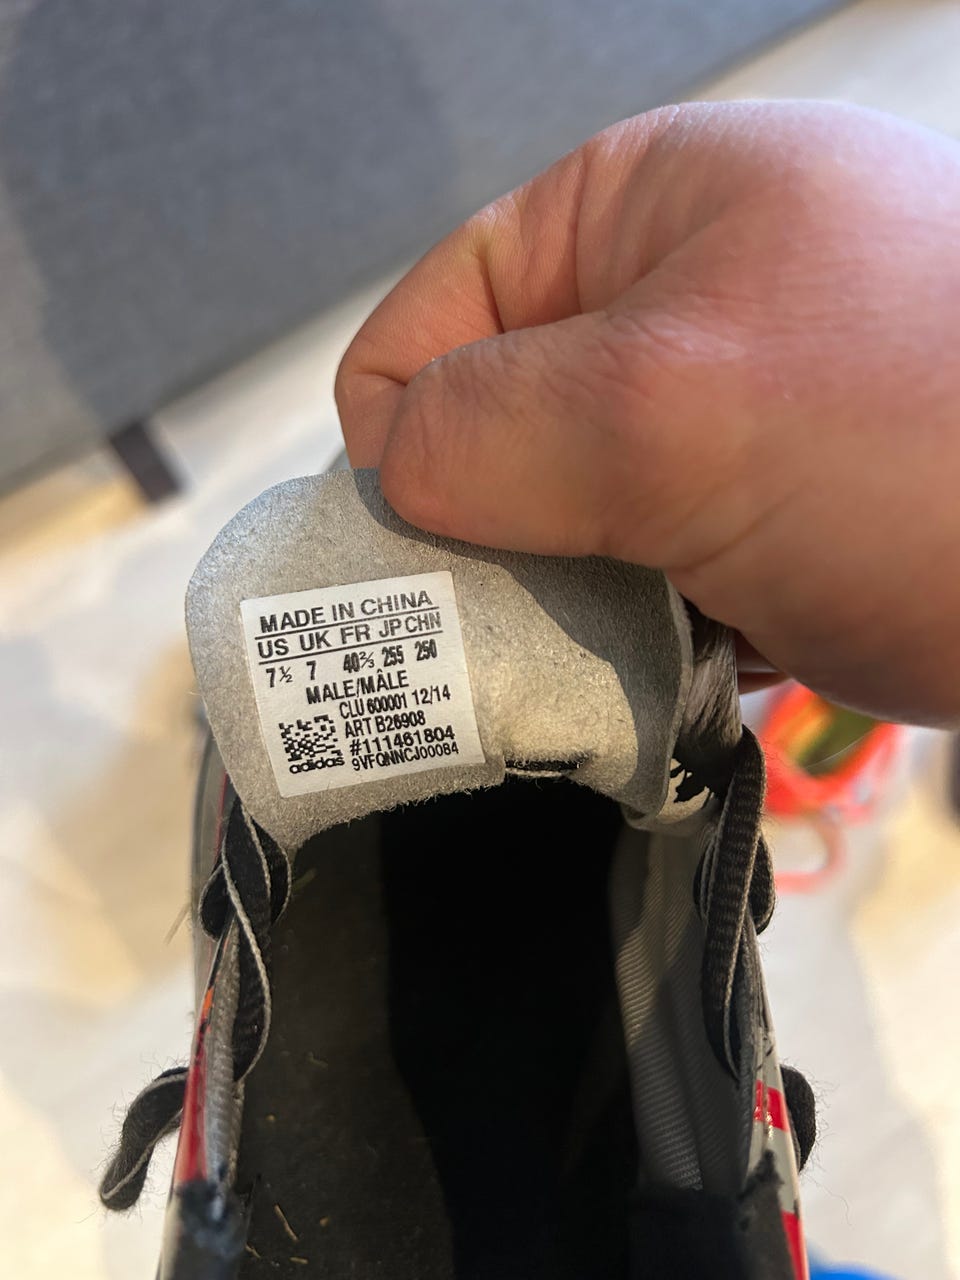 MADE IN CHINA
US UK FR JP CHN
7½ 7 40⅔ 255 250
MALE/MÂLE
CLU 600001 12/14
ART B26908
#111461804
adidas 9VFQNNCJ00084